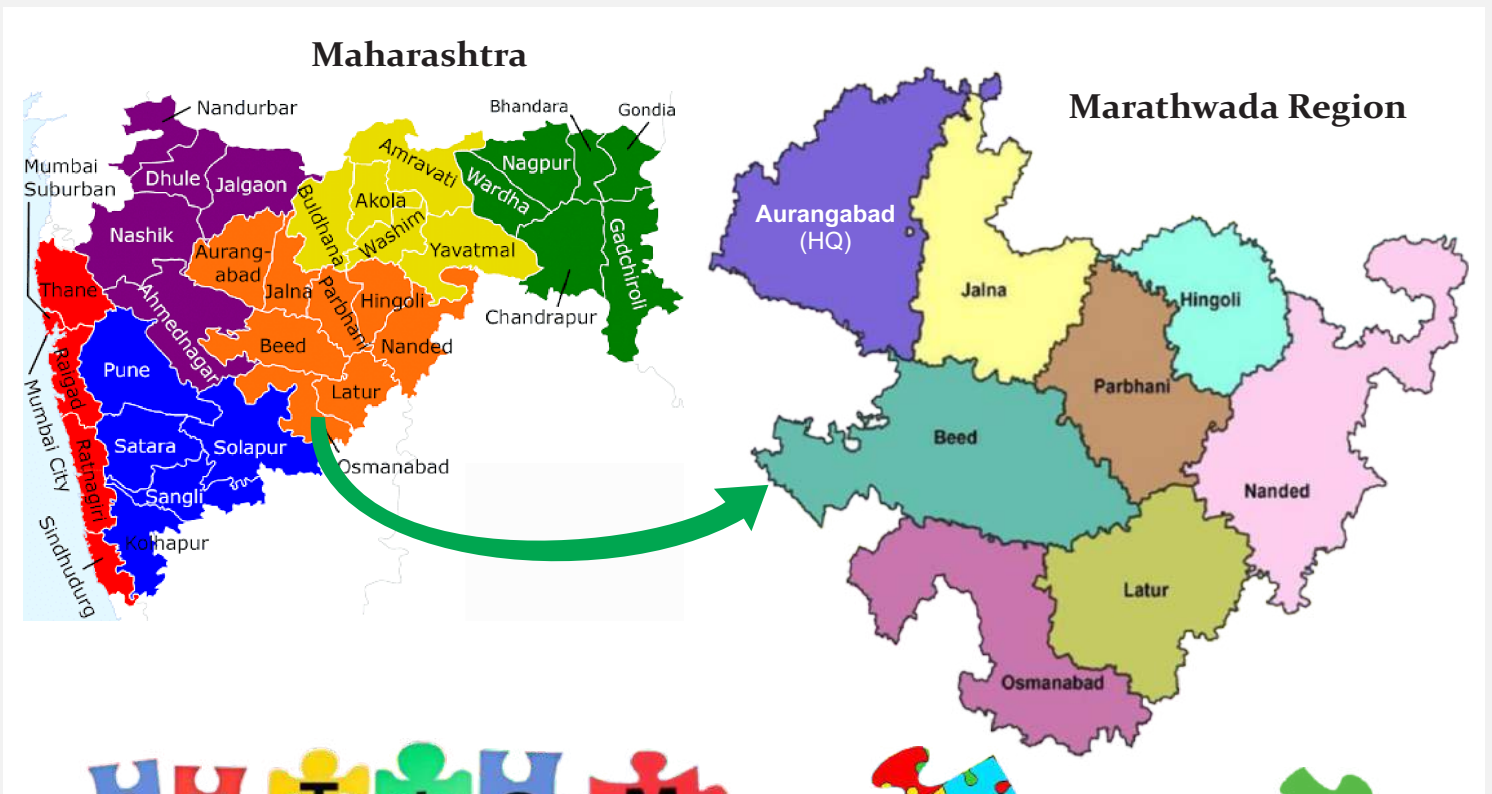 Maharashtra
Marathwada Region
Nandurbar
Bhandara
Gondia
Mumbai
Suburban
Dhule
Jalgaon
Amravati
Nagpur
Wardha
Buldhana
Akola
Washim
Yavatmal
Nashik
Aurang-
abad
Jalna
Parbhani
Hingoli
Gadchiroli
Thane
Ahmednagar
Chandrapur
Beed
Nanded
Raigad
Pune
Latur
Mumbai City
Ratnagiri
Satara
Solapur
Osmanabad
Sangli
Sindhudurg
Kolhapur
Aurangabad
(HQ)
Jalna
Hingoli
Parbhani
Beed
Nanded
Latur
Osmanabad